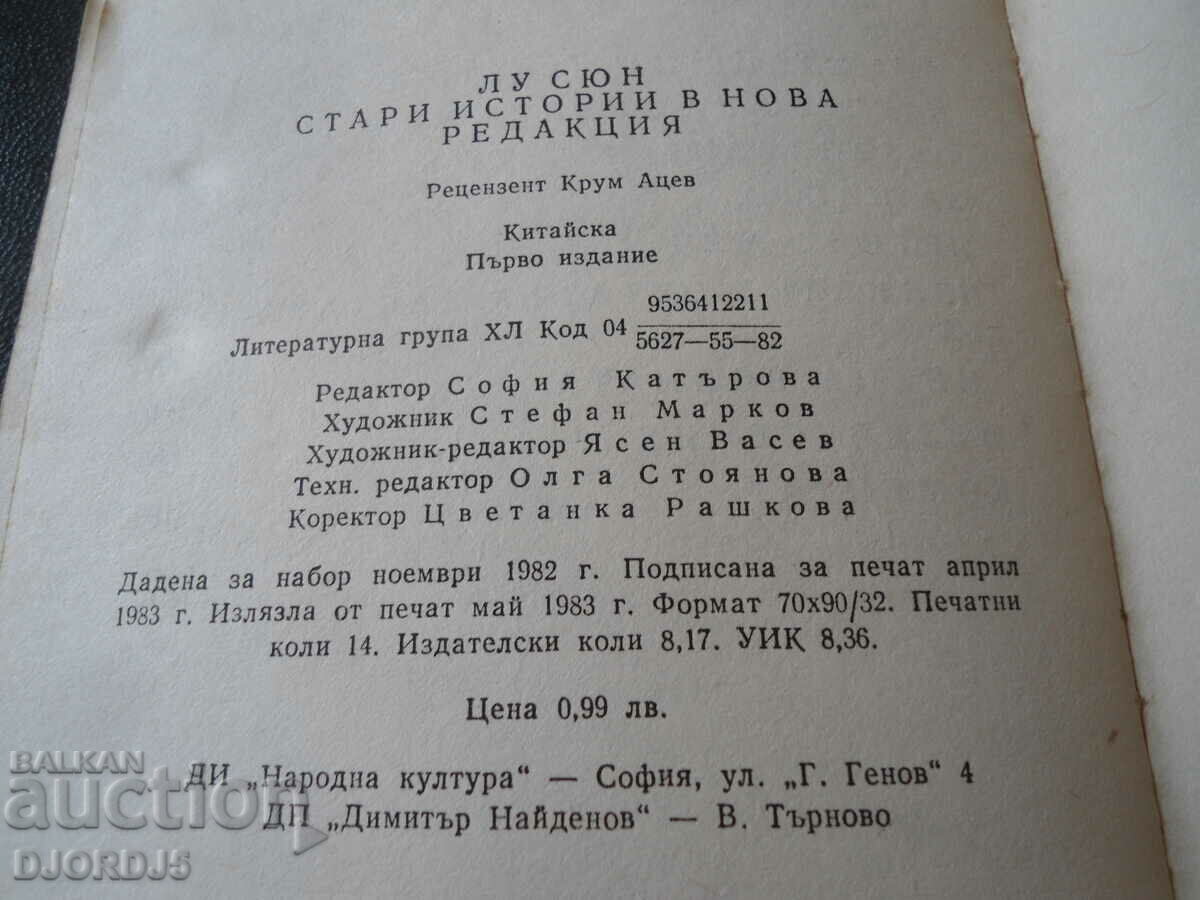 ЛУ СЮН
СТАРИ ИСТОРИИ В НОВА
РЕДАКЦИЯ
Рецензент Крум Ацев
Китайска
Първо издание
Литературна група ХЛ Код 04 9536412211
5627—55—82
Редактор София Катърова
Художник Стефан Марков
Художник-редактор Ясен Васев
Техн. редактор Олга Стоянова
Коректор Цветанка Рашкова
Дадена за набор ноември 1982 г. Подписана за печат април
1983 г. Излязла от печат май 1983 г. Формат 70x90/32. Печатни
коли 14. Издателски коли 8,17. УИК 8,36.
Цена 0,99 лв.
ДИ „Народна култура“ — София, ул. „Г. Генов“ 4
ДП „Димитър Найденов“ — В. Търново
BALKAN
auction
DJORDJ5